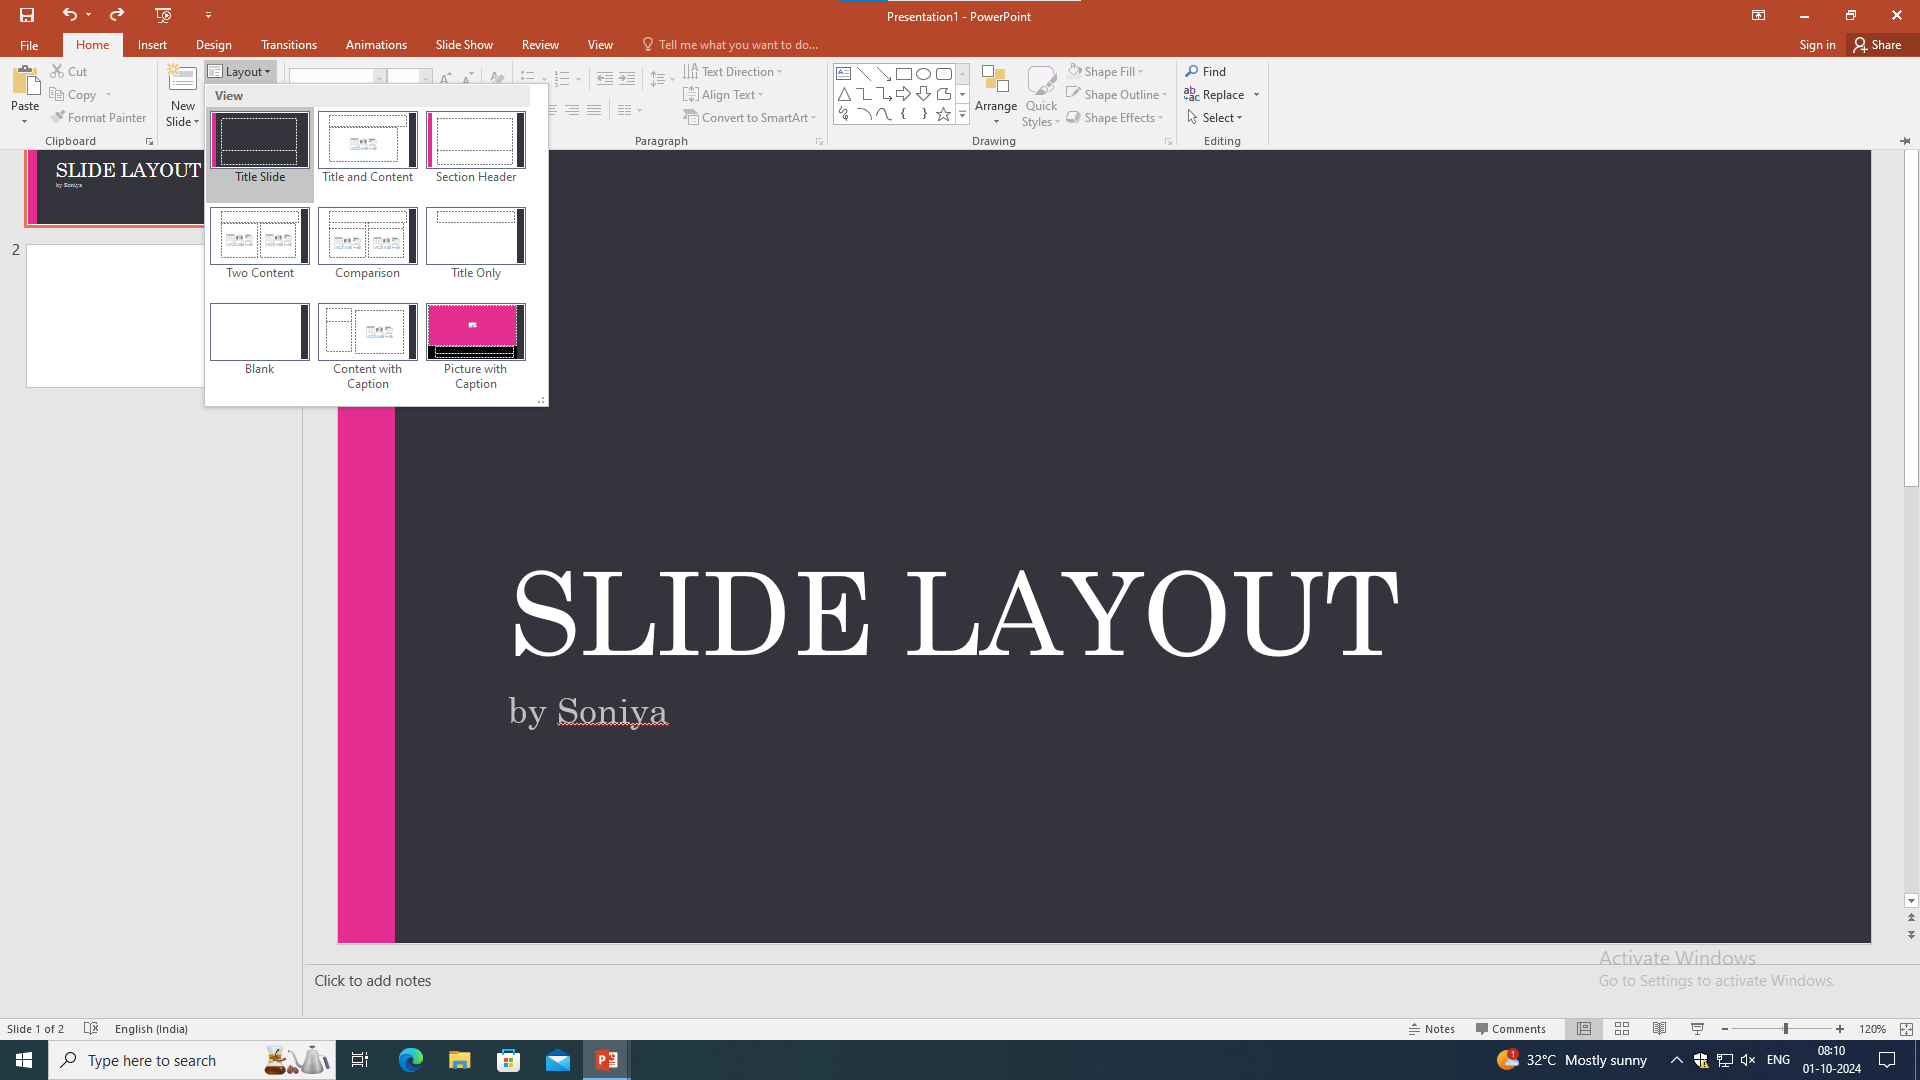 Presentation1 - PowerPoint
File Home Insert Design Transitions Animations Slide Show Review View Tell me what you want to do... Sign in Share
Paste
Cut
Copy
Format Painter
Clipboard
New
Slide
Layout
Text Direction
Align Text
Convert to SmartArt
Paragraph
Arrange
Quick
Styles
Shape Fill
Shape Outline
Shape Effects
Drawing
Find
Replace
Select
Editing
View
Title Slide
Title and Content
Section Header
Two Content
Comparison
Title Only
Blank
Content with
Caption
Picture with
Caption
SLIDE LAYOUT
by Soniya
2
SLIDE LAYOUT
by Soniya
Click to add notes
Activate Windows
Go to Settings to activate Windows.
Slide 1 of 2 English (India) Notes Comments 120%
Type here to search
32°C Mostly sunny
ENG
08:10
01-10-2024